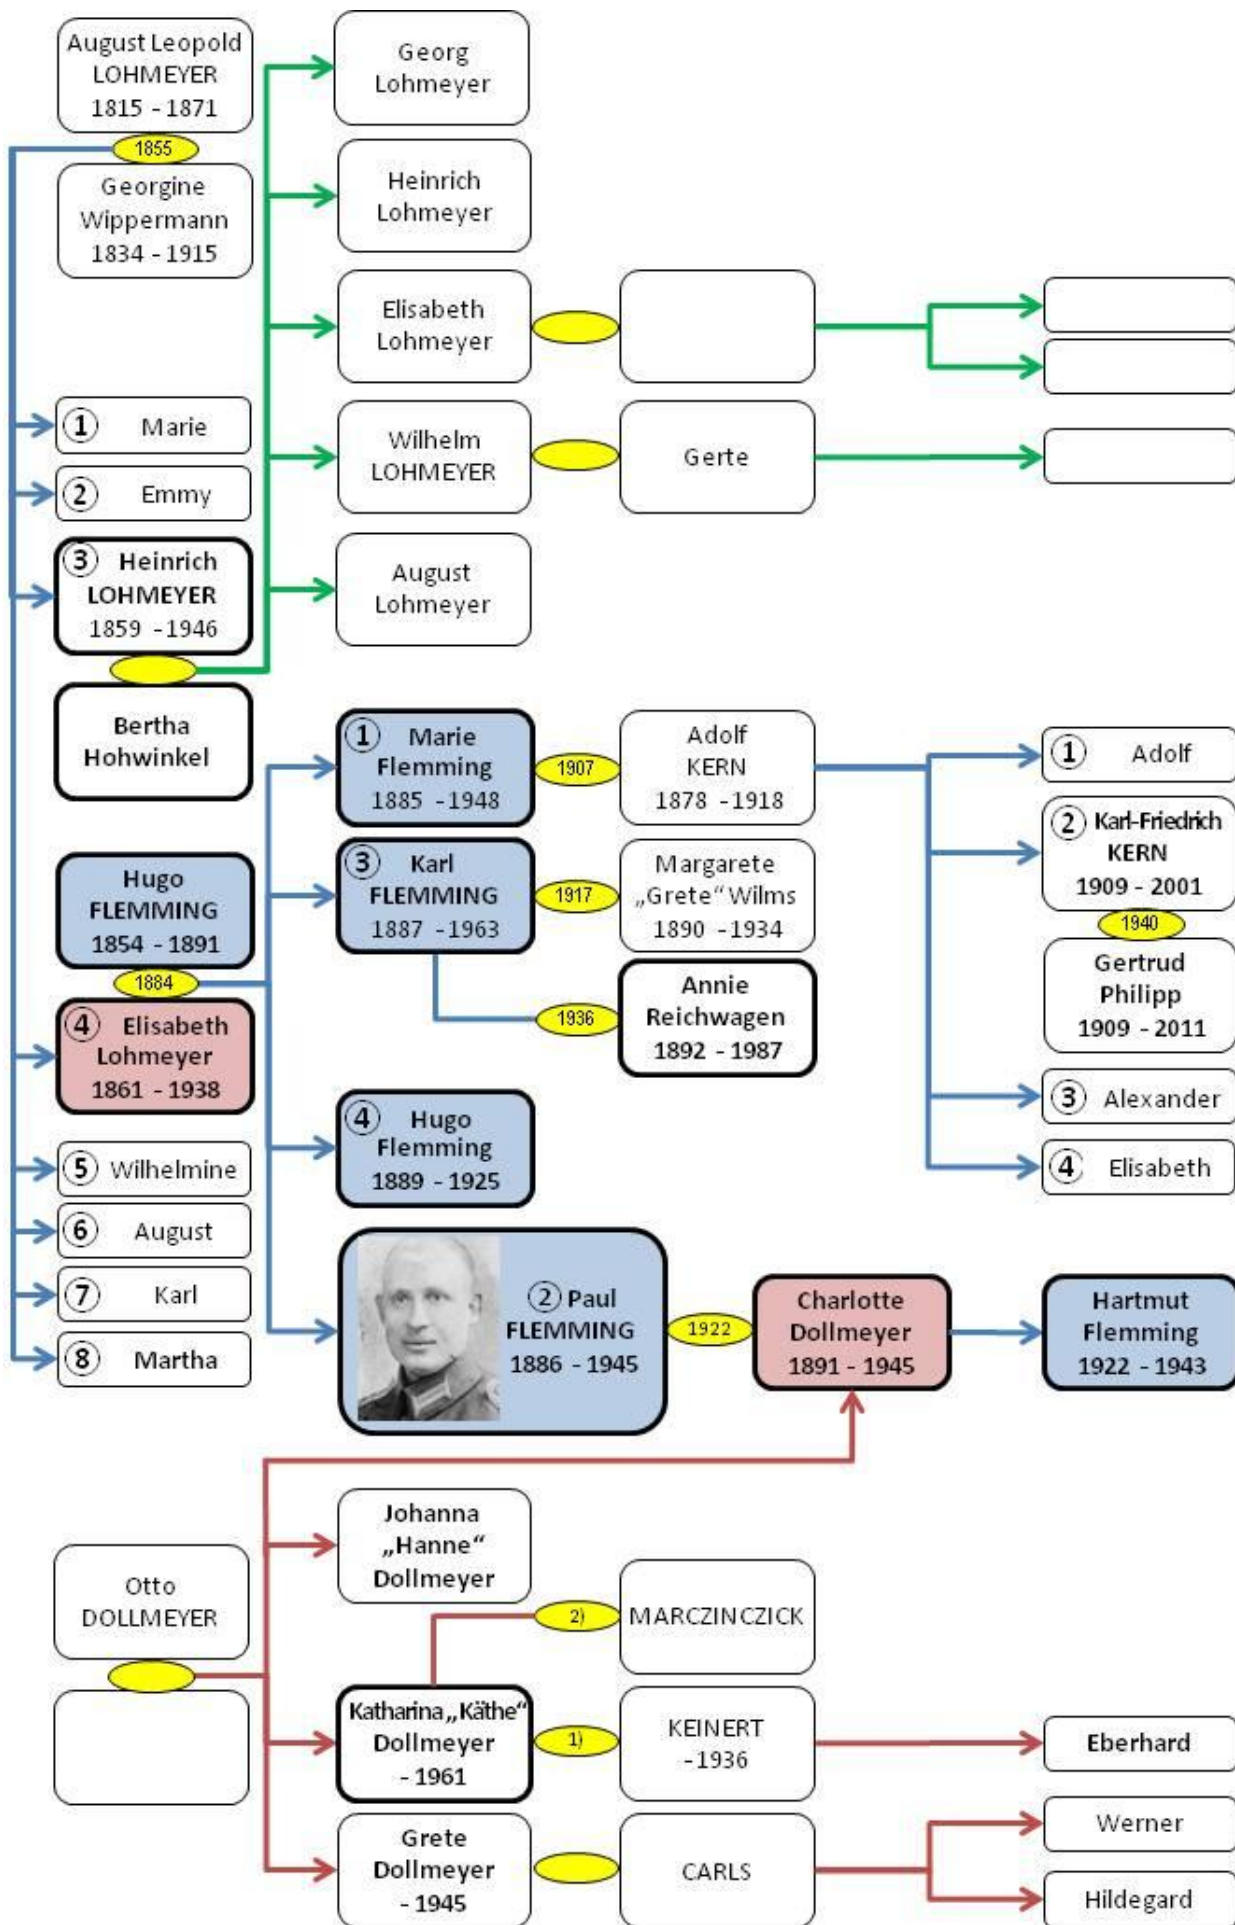 August Leopold
LOHMEYER
1815 - 1871
1855
Georgine
Wippermann
1834 - 1915
① Marie
② Emmy
③ Heinrich
LOHMEYER
1859 - 1946
Bertha
Hohwinkel
Hugo
FLEMMING
1854 - 1891
1884
④ Elisabeth
Lohmeyer
1861 - 1938
⑤ Wilhelmine
⑥ August
⑦ Karl
⑧ Martha
Georg
Lohmeyer
Heinrich
Lohmeyer
Elisabeth
Lohmeyer
Wilhelm
LOHMEYER
Gerte
August
Lohmeyer
① Marie
Flemming
1885 - 1948
1907
Adolf
KERN
1878 - 1918
③ Karl
FLEMMING
1887 - 1963
1917
Margarete
„Grete“ Wilms
1890 - 1934
1936
Annie
Reichwagen
1892 - 1987
④ Hugo
Flemming
1889 - 1925
② Paul
FLEMMING
1886 - 1945
1922
Charlotte
Dollmeyer
1891 - 1945
Hartmut
Flemming
1922 - 1943
① Adolf
② Karl-Friedrich
KERN
1909 - 2001
1940
Gertrud
Philipp
1909 - 2011
③ Alexander
④ Elisabeth
Otto
DOLLMEYER
Johanna
„Hanne“
Dollmeyer
2)
MARCZINCZICK
Katharina „Käthe“
Dollmeyer
- 1961
1)
KEINERT
- 1936
Eberhard
Grete
Dollmeyer
- 1945
CARLS
Werner
Hildegard